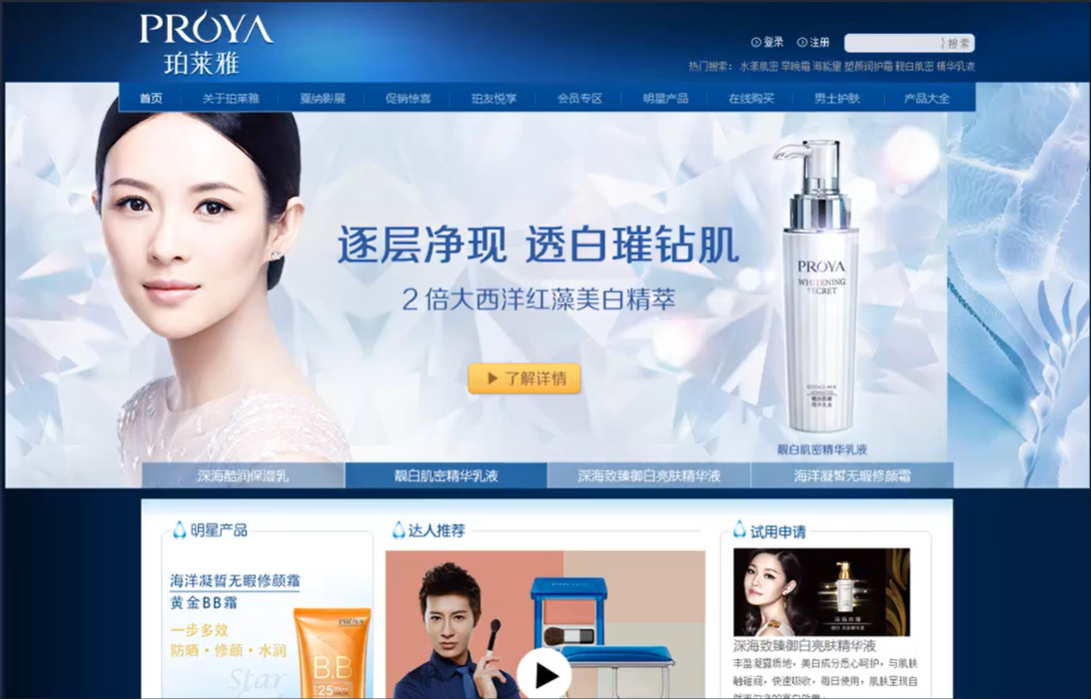 PRŌYA
珀莱雅
登录 注册 搜索
热门搜索： 水漾肌密 早晚霜 海能量 塑颜润护霜 靓白肌密 精华乳液
首页 关于珀莱雅 戛纳影展 促销惊喜 珀友悦享 会员专区 明星产品 在线购买 男士护肤 产品大全
逐层净现 透白璀钻肌
2 倍大西洋红藻美白精萃
了解详情
PROYA
WHITENING
SECRET
靓白肌密精华乳液
深海酷润保湿乳 靓白肌密精华乳液 深海致臻御白亮肤精华液 海洋凝皙无瑕修颜霜
明星产品
海洋凝皙无瑕修颜霜
黄金BB霜
一步多效
防晒·修颜·水润
Star
PROYA
B.B
25
达人推荐
试用申请
深海致臻御白亮肤精华液
丰盈凝露质地，美白成分悉心呵护，与肌肤
触碰间，快速吸收，每日使用，肌肤呈现自